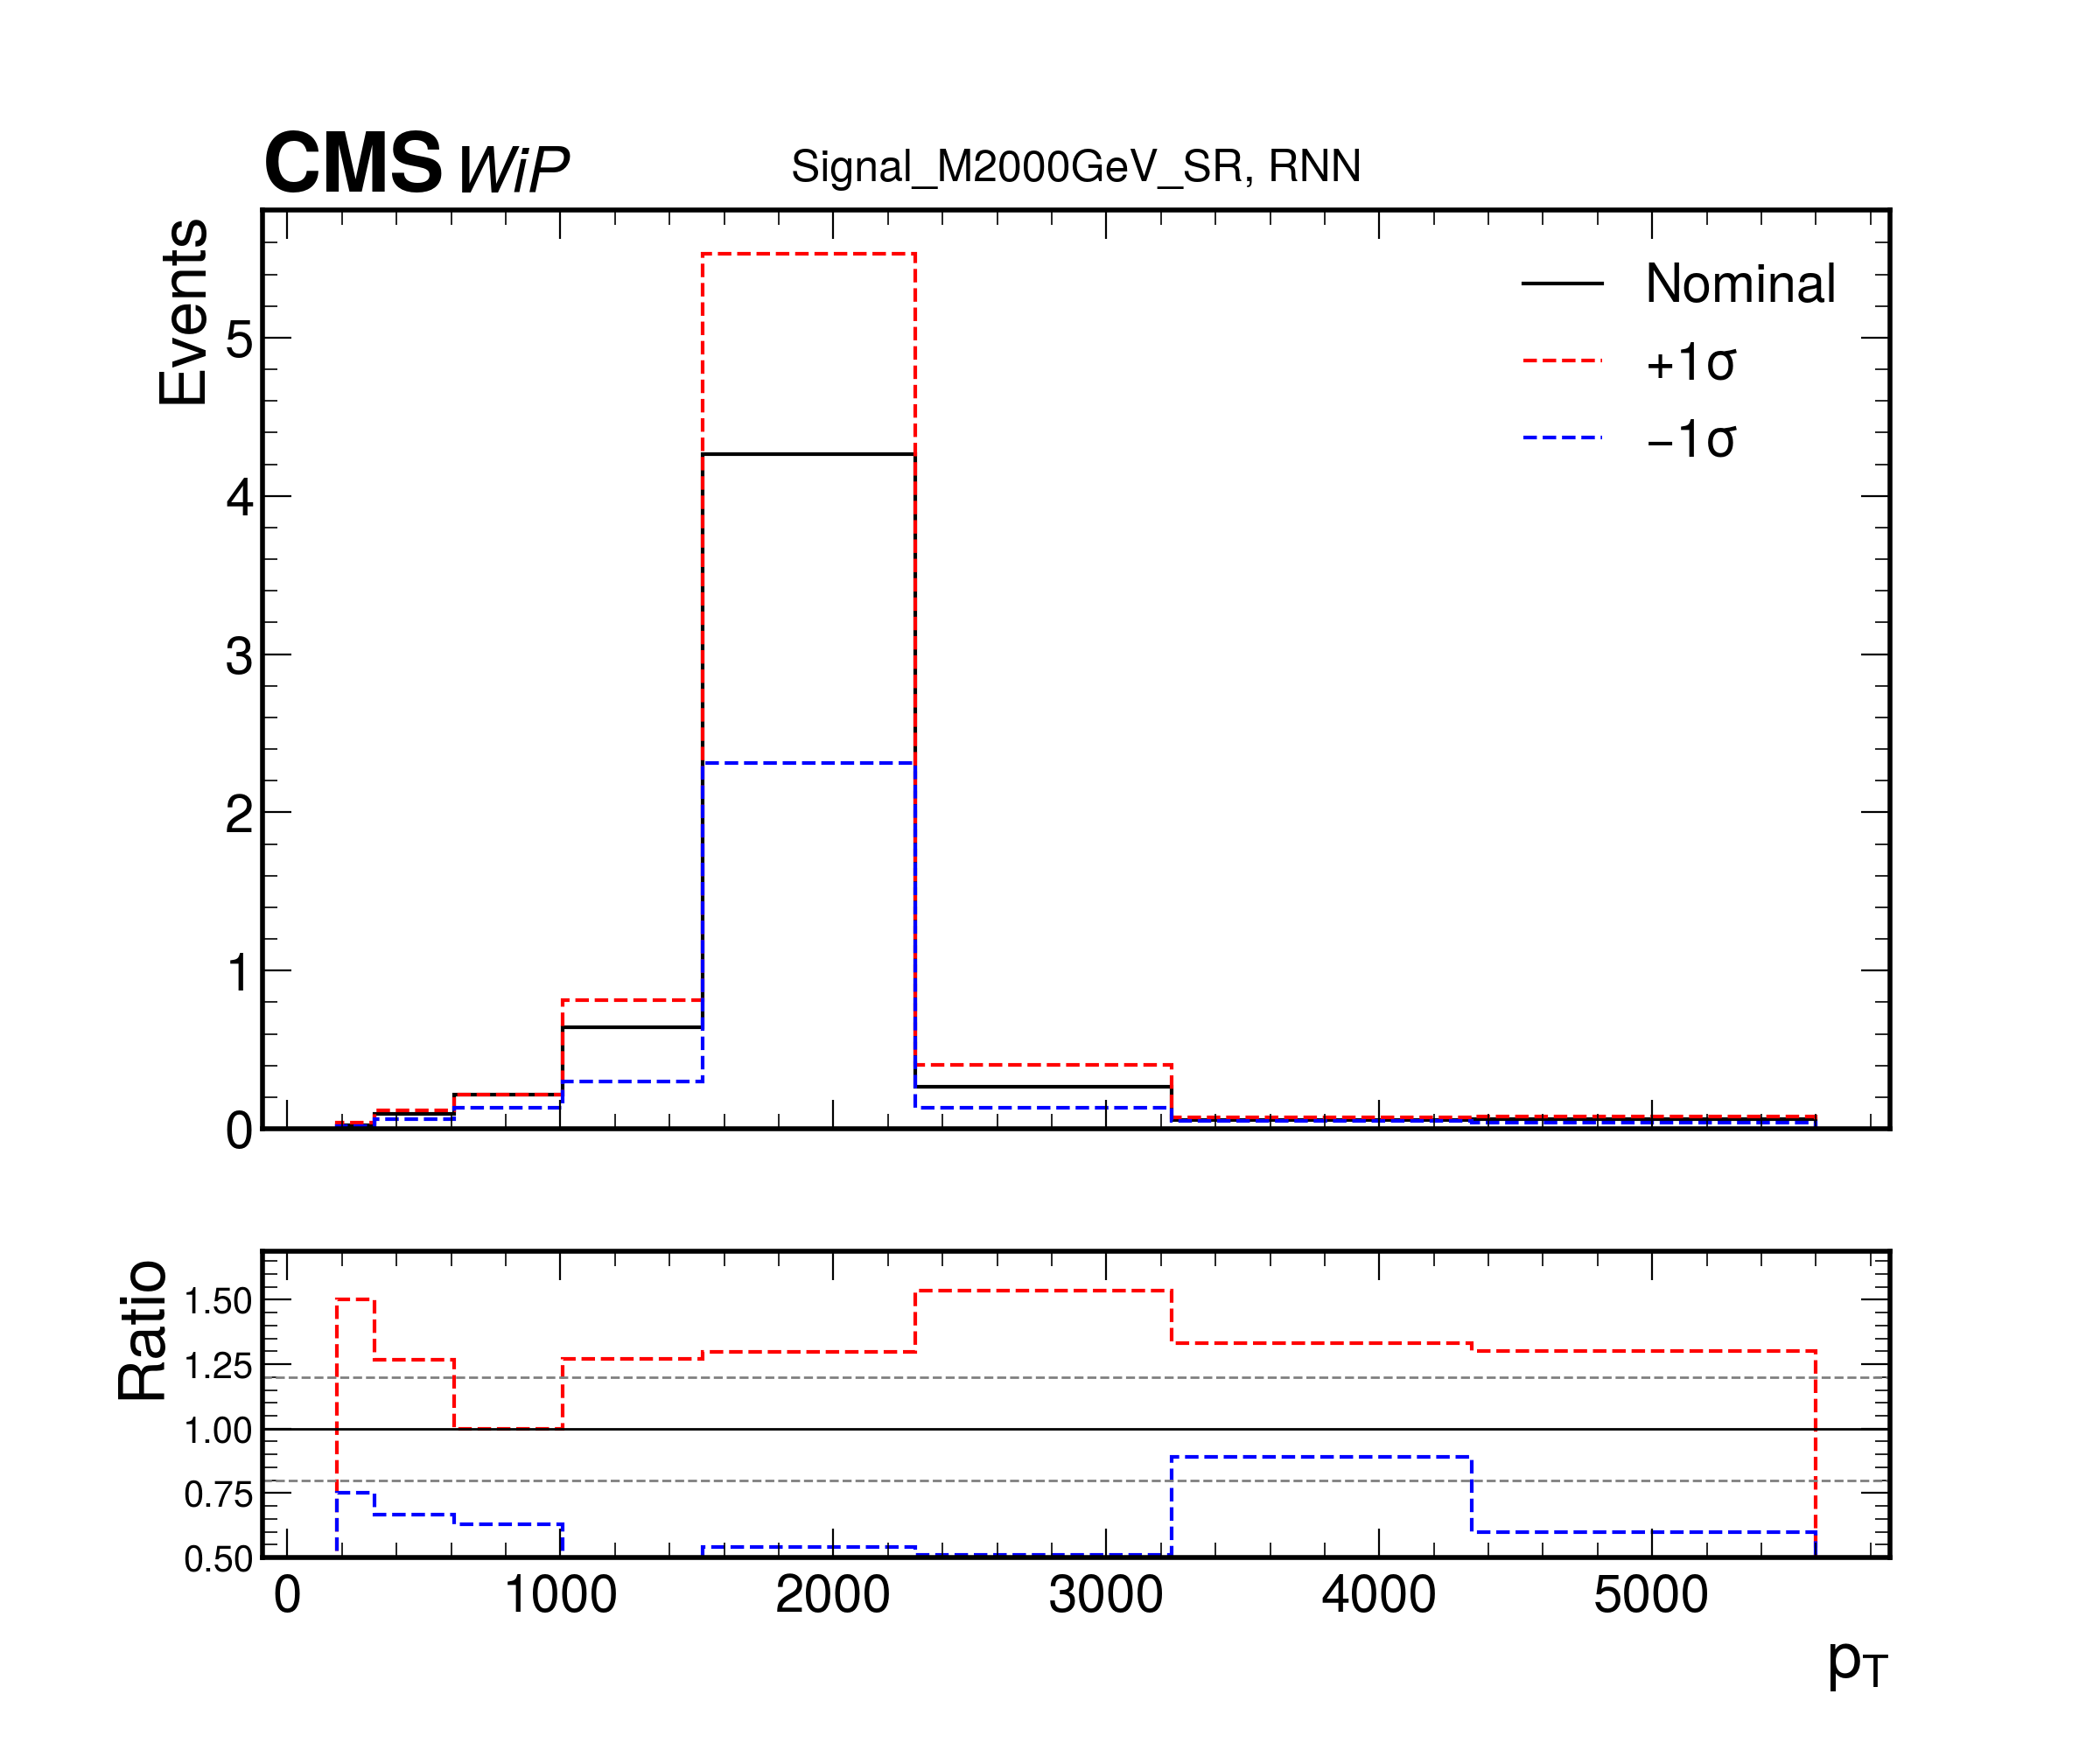 CMS WiP
Signal_M2000GeV_SR, RNN
Events
5
4
3
2
1
0
Nominal
+1σ
−1σ
Ratio
1.50
1.25
1.00
0.75
0.50
0 1000 2000 3000 4000 5000
pT